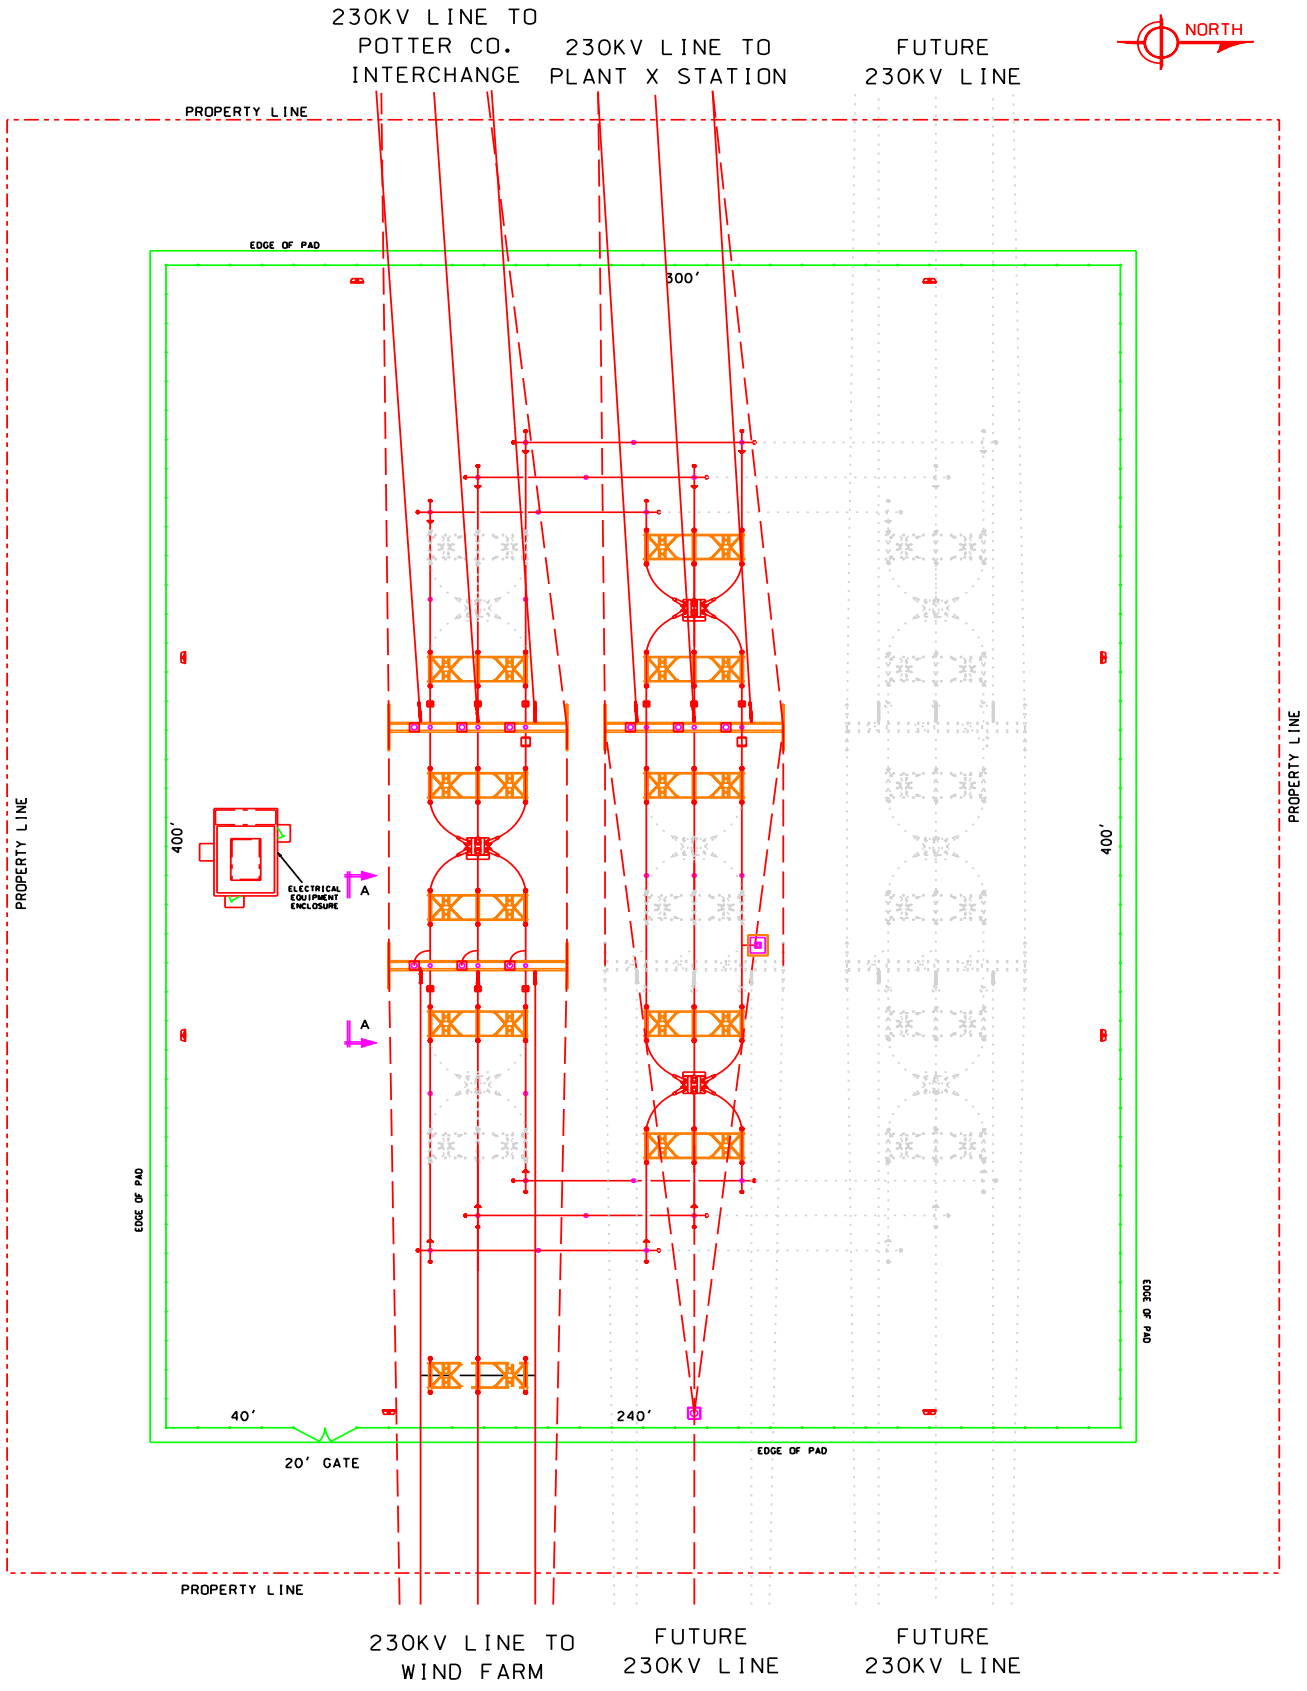 230KV LINE TO
POTTER CO.
INTERCHANGE
230KV LINE TO
PLANT X STATION
FUTURE
230KV LINE
NORTH
PROPERTY LINE
EDGE OF PAD
300'
PROPERTY LINE
400'
ELECTRICAL
EQUIPMENT
ENCLOSURE
A
400'
PROPERTY LINE
A
EDGE OF PAD
EDGE OF PAD
40'
240'
20' GATE
EDGE OF PAD
PROPERTY LINE
230KV LINE TO
WIND FARM
FUTURE
230KV LINE
FUTURE
230KV LINE